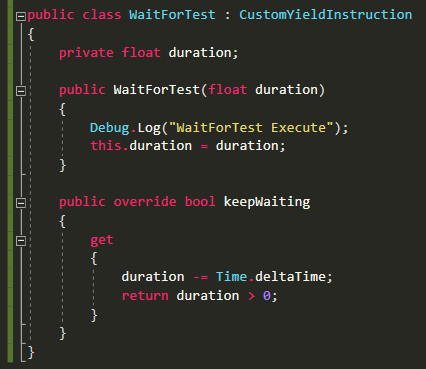 public class WaitForTest : CustomYieldInstruction
{
private float duration;
public WaitForTest(float duration)
{
Debug.Log("WaitForTest Execute");
this.duration = duration;
}
public override bool keepWaiting
{
get
{
duration -= Time.deltaTime;
return duration > 0;
}
}
}